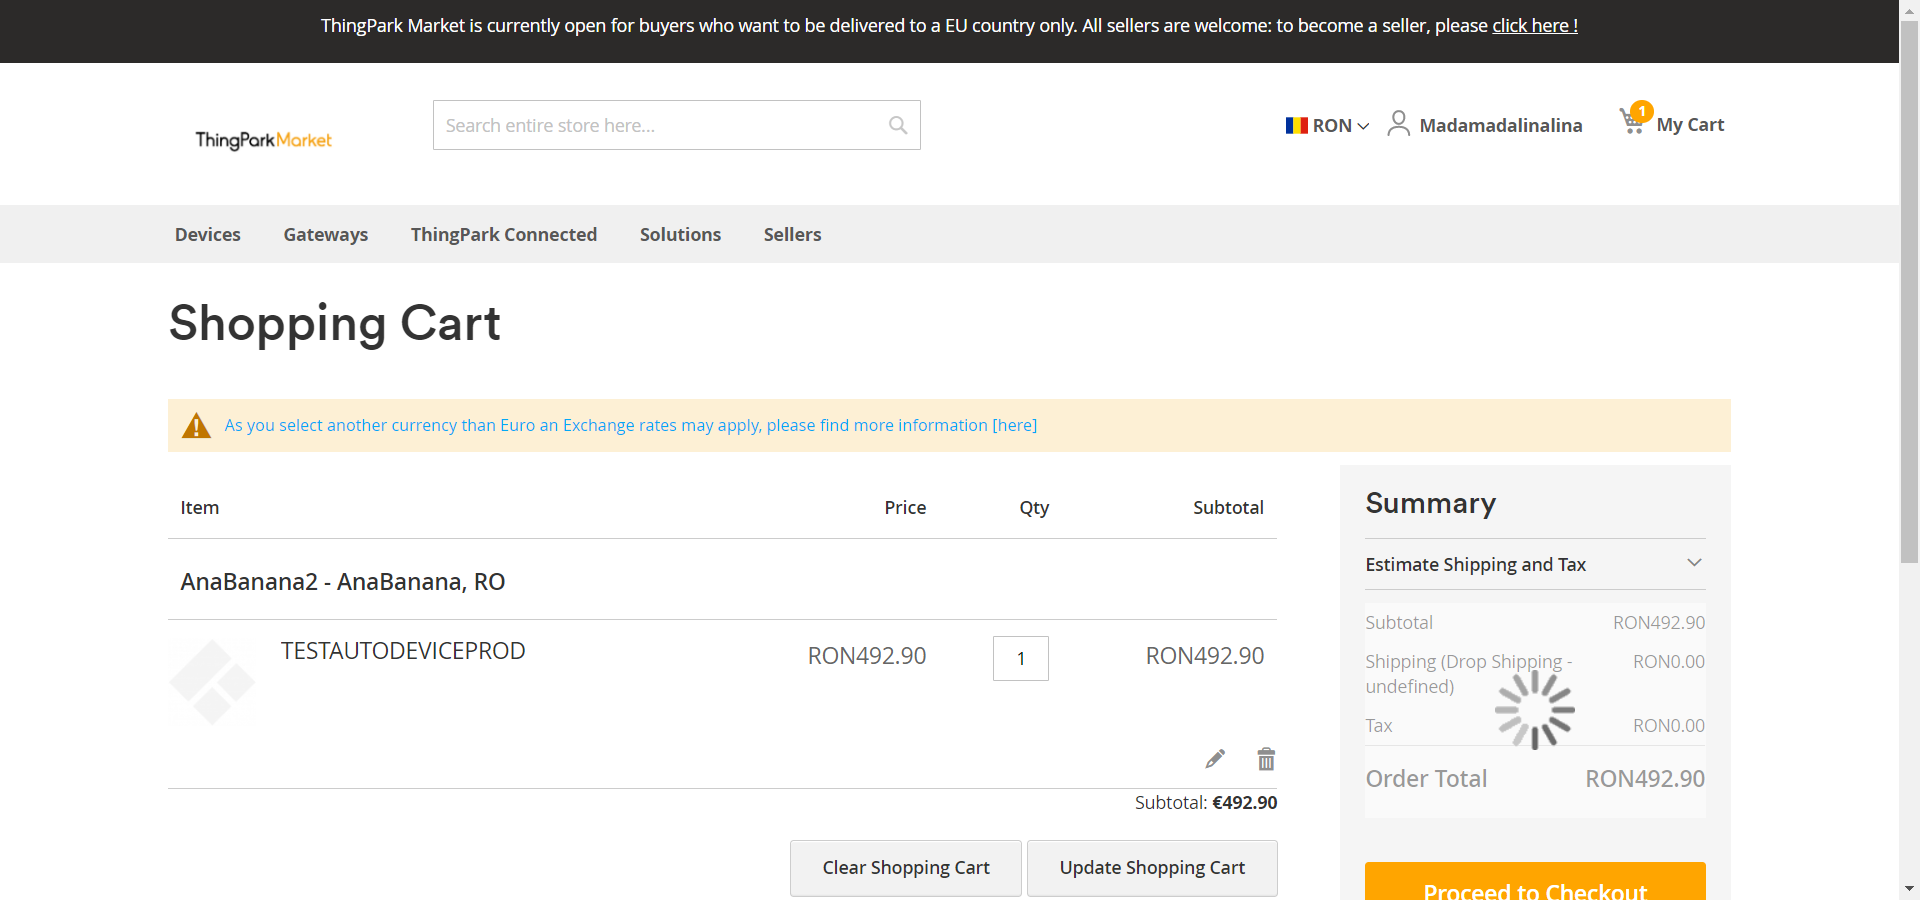 ThingPark Market is currently open for buyers who want to be delivered to a EU country only. All sellers are welcome: to become a seller, please click here !
ThingPark Market
Search entire store here...
RON
Madamadalinalina
1
My Cart
Devices
Gateways
ThingPark Connected
Solutions
Sellers
Shopping Cart
As you select another currency than Euro an Exchange rates may apply, please find more information [here]
Item
Price
Qty
Subtotal
AnaBanana2 - AnaBanana, RO
TESTAUTODEVICEPROD
RON492.90
1
RON492.90
Subtotal: €492.90
Clear Shopping Cart
Update Shopping Cart
Summary
Estimate Shipping and Tax
Subtotal
RON492.90
Shipping (Drop Shipping -
undefined)
RON0.00
Tax
RON0.00
Order Total
RON492.90
Proceed to Checkout